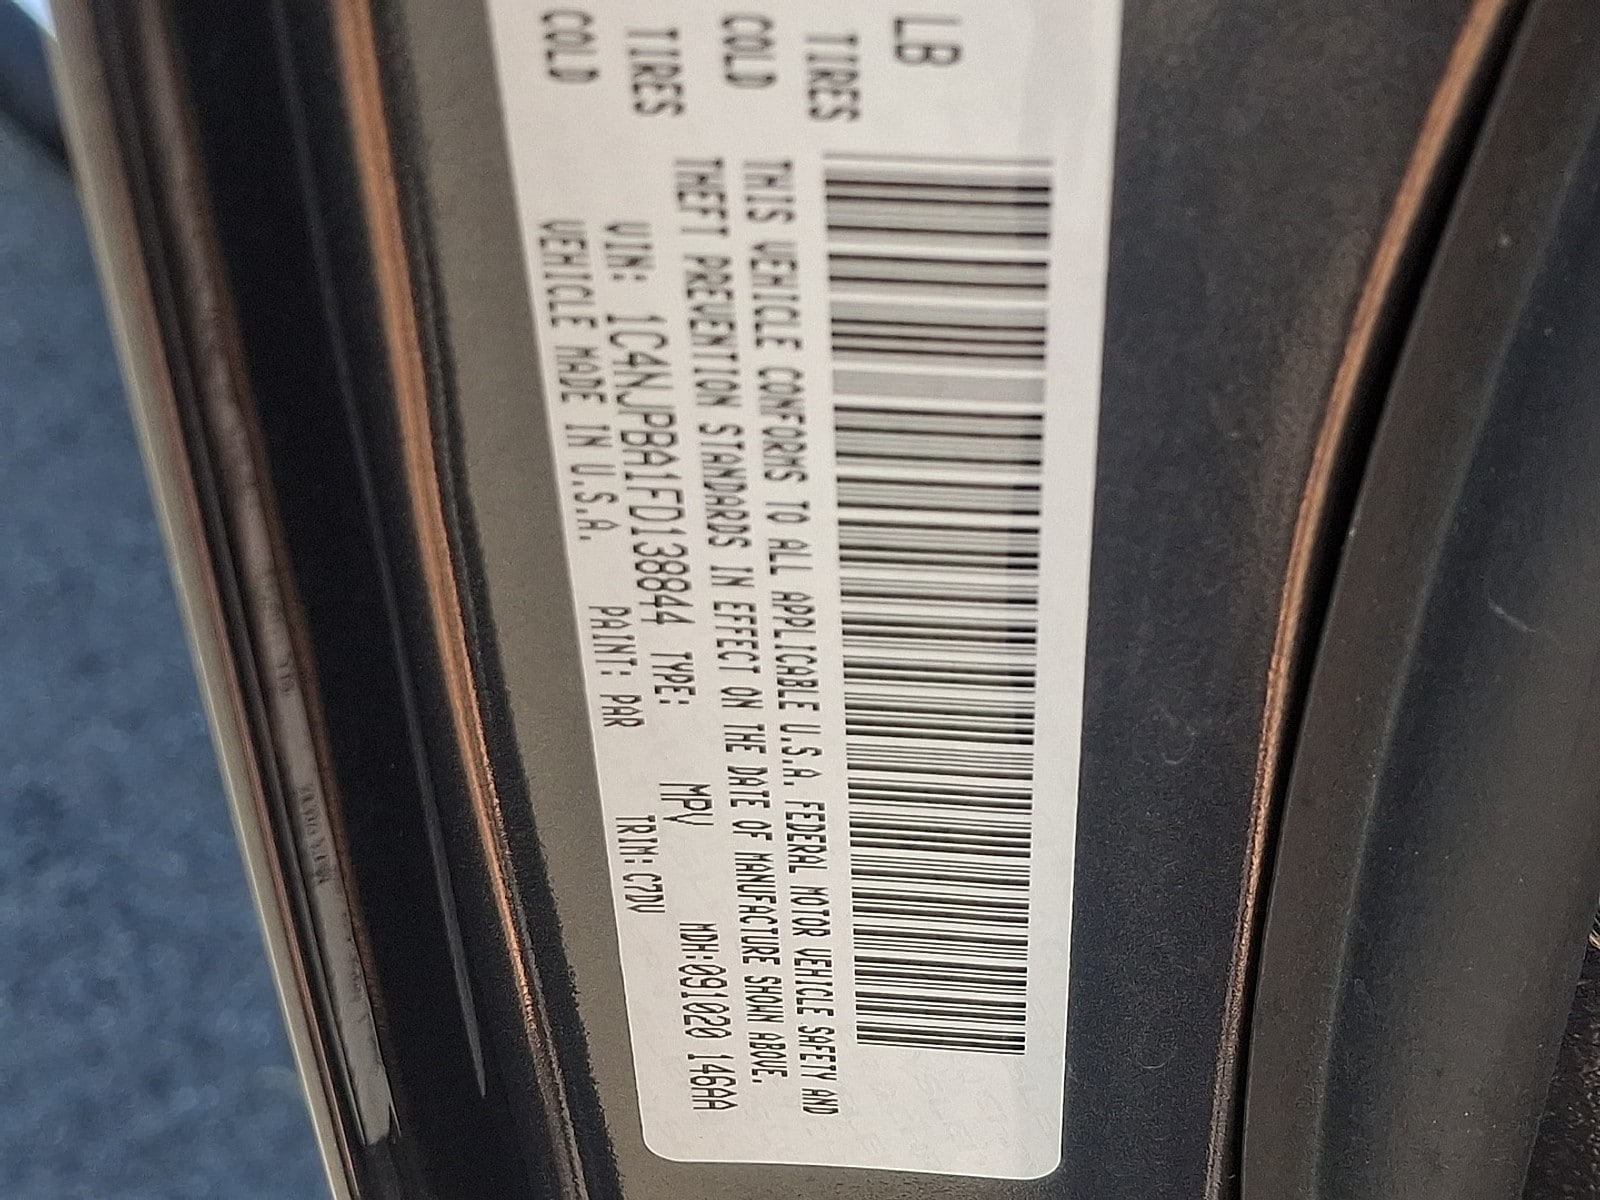 LB
TIRES
COLD
TIRES
COLD
THIS VEHICLE CONFORMS TO ALL APPLICABLE U.S.A. FEDERAL MOTOR VEHICLE SAFETY AND
THEFT PREVENTION STANDARDS IN EFFECT ON THE DATE OF MANUFACTURE SHOWN ABOVE.
VIN: 1C4NJPBA1FD138844 TYPE: MPV MDH:091020 146AA
VEHICLE MADE IN U.S.A. PAINT: PAR TRIM: C7DV